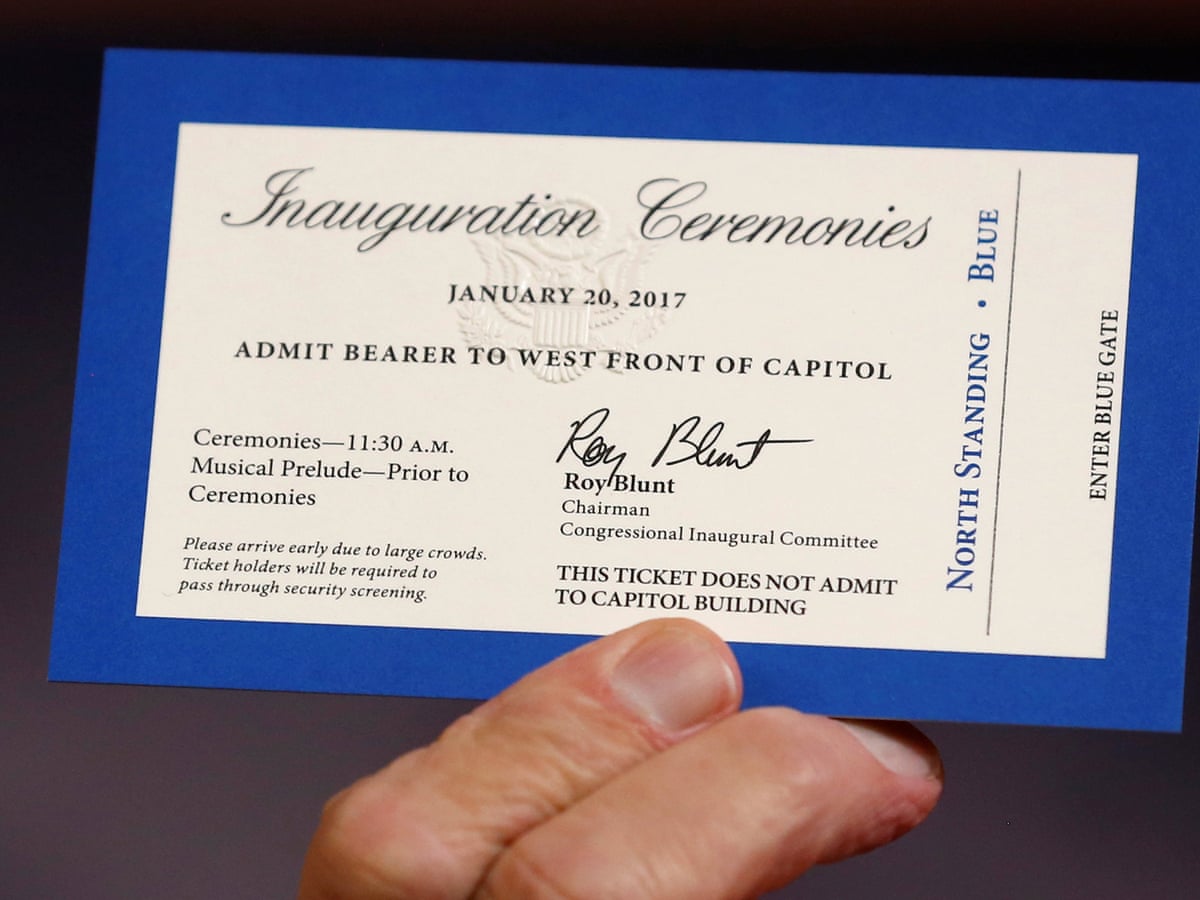 Inauguration Ceremonies
JANUARY 20, 2017
ADMIT BEARER TO WEST FRONT OF CAPITOL
Ceremonies—11:30 A.M.
Musical Prelude—Prior to
Ceremonies
Please arrive early due to large crowds.
Ticket holders will be required to
pass through security screening.
Roy Blunt
Roy Blunt
Chairman
Congressional Inaugural Committee
THIS TICKET DOES NOT ADMIT
TO CAPITOL BUILDING
NORTH STANDING • BLUE
ENTER BLUE GATE